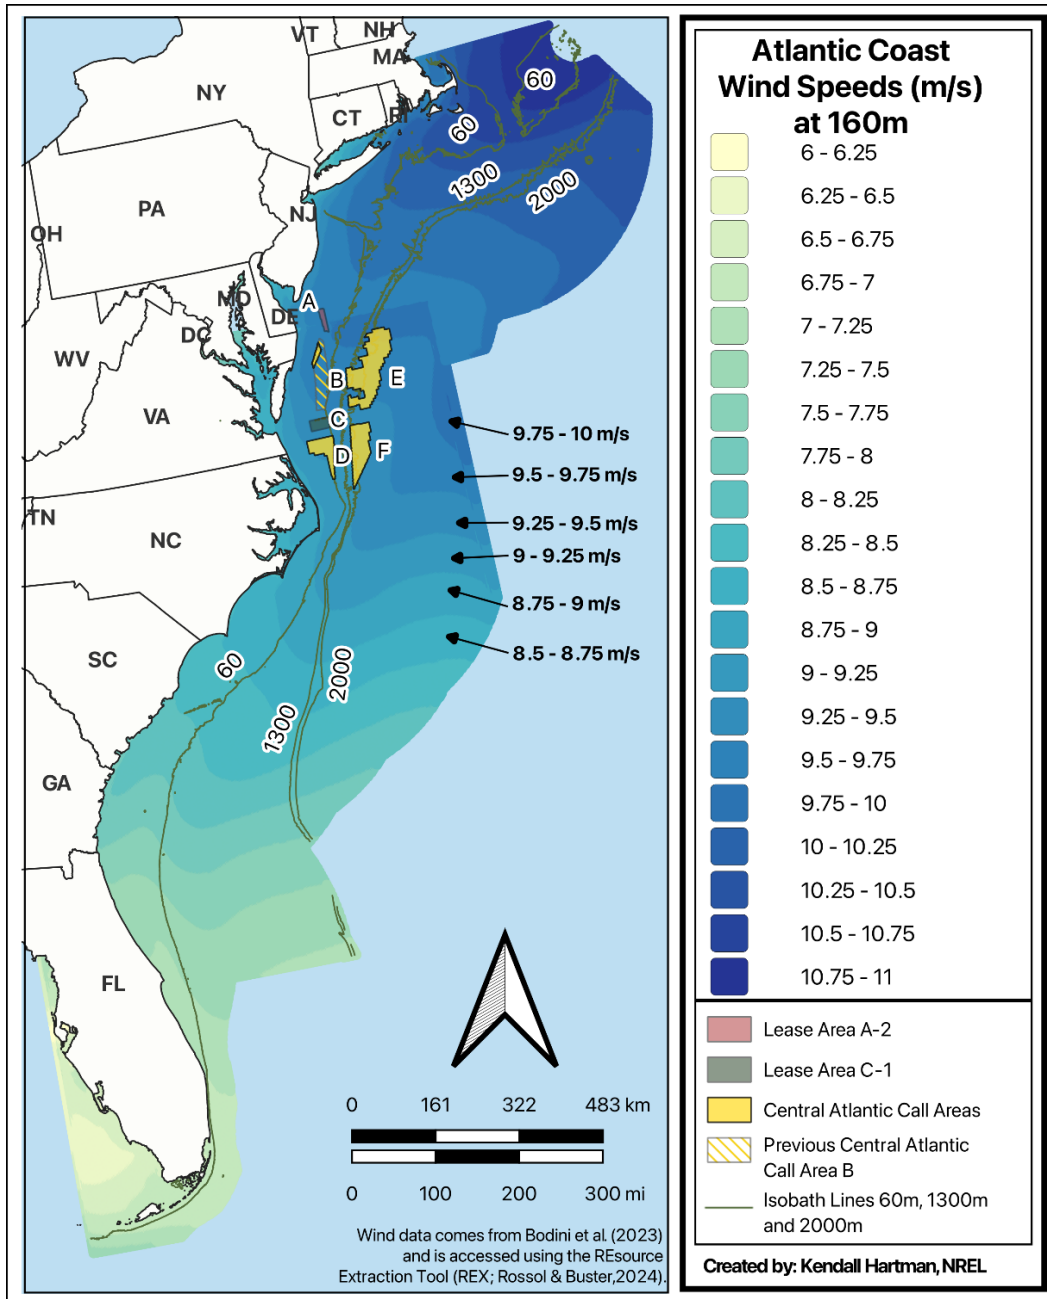 VT
NH
MA
NY
CT
RI
PA
NJ
OH
MD
DE
DC
WV
VA
TN
NC
SC
GA
FL
60
60
1300
2000
A
B
C
D
E
F
9.75 - 10 m/s
9.5 - 9.75 m/s
9.25 - 9.5 m/s
9 - 9.25 m/s
8.75 - 9 m/s
8.5 - 8.75 m/s
60
2000
1300
0 161 322 483 km
0 100 200 300 mi
Wind data comes from Bodini et al. (2023)
and is accessed using the REsource
Extraction Tool (REX; Rossol & Buster,2024).
Atlantic Coast
Wind Speeds (m/s)
at 160m
6 - 6.25
6.25 - 6.5
6.5 - 6.75
6.75 - 7
7 - 7.25
7.25 - 7.5
7.5 - 7.75
7.75 - 8
8 - 8.25
8.25 - 8.5
8.5 - 8.75
8.75 - 9
9 - 9.25
9.25 - 9.5
9.5 - 9.75
9.75 - 10
10 - 10.25
10.25 - 10.5
10.5 - 10.75
10.75 - 11
Lease Area A-2
Lease Area C-1
Central Atlantic Call Areas
Previous Central Atlantic
Call Area B
Isobath Lines 60m, 1300m
and 2000m
Created by: Kendall Hartman, NREL